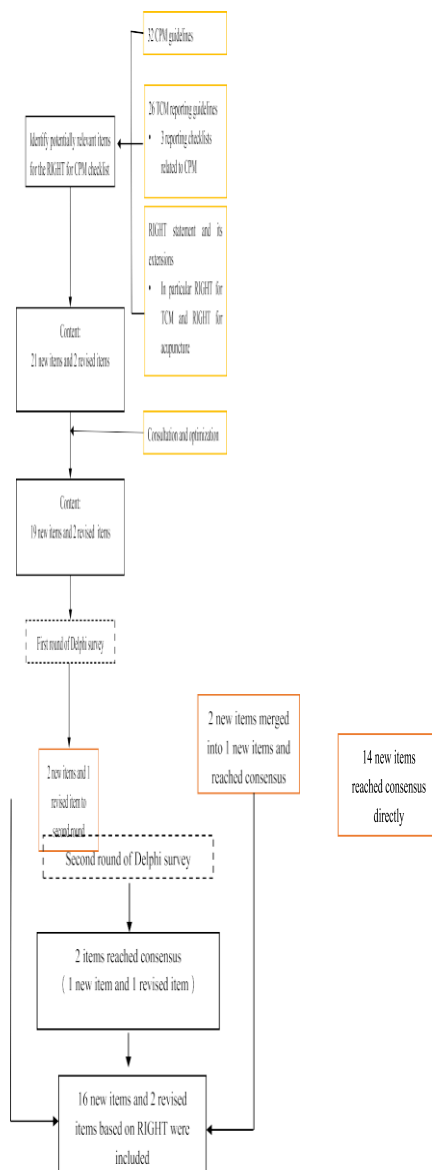 32 CPM guidelines
26 TCM reporting guidelines
• 3 reporting checklists
related to CPM
Identify potentially relevant items
for the RIGHT for CPM checklist
RIGHT statement and its
extensions
• In particular RIGHT for
TCM and RIGHT for
acupuncture
Content:
21 new items and 2 revised items
Consultation and optimization
Content:
19 new items and 2 revised items
First round of Delphi survey
2 new items and 1
revised item to
second round
2 new items merged
into 1 new items and
reached consensus
14 new items
reached consensus
directly
Second round of Delphi survey
2 items reached consensus
( 1 new item and 1 revised item )
16 new items and 2 revised
items based on RIGHT were
included